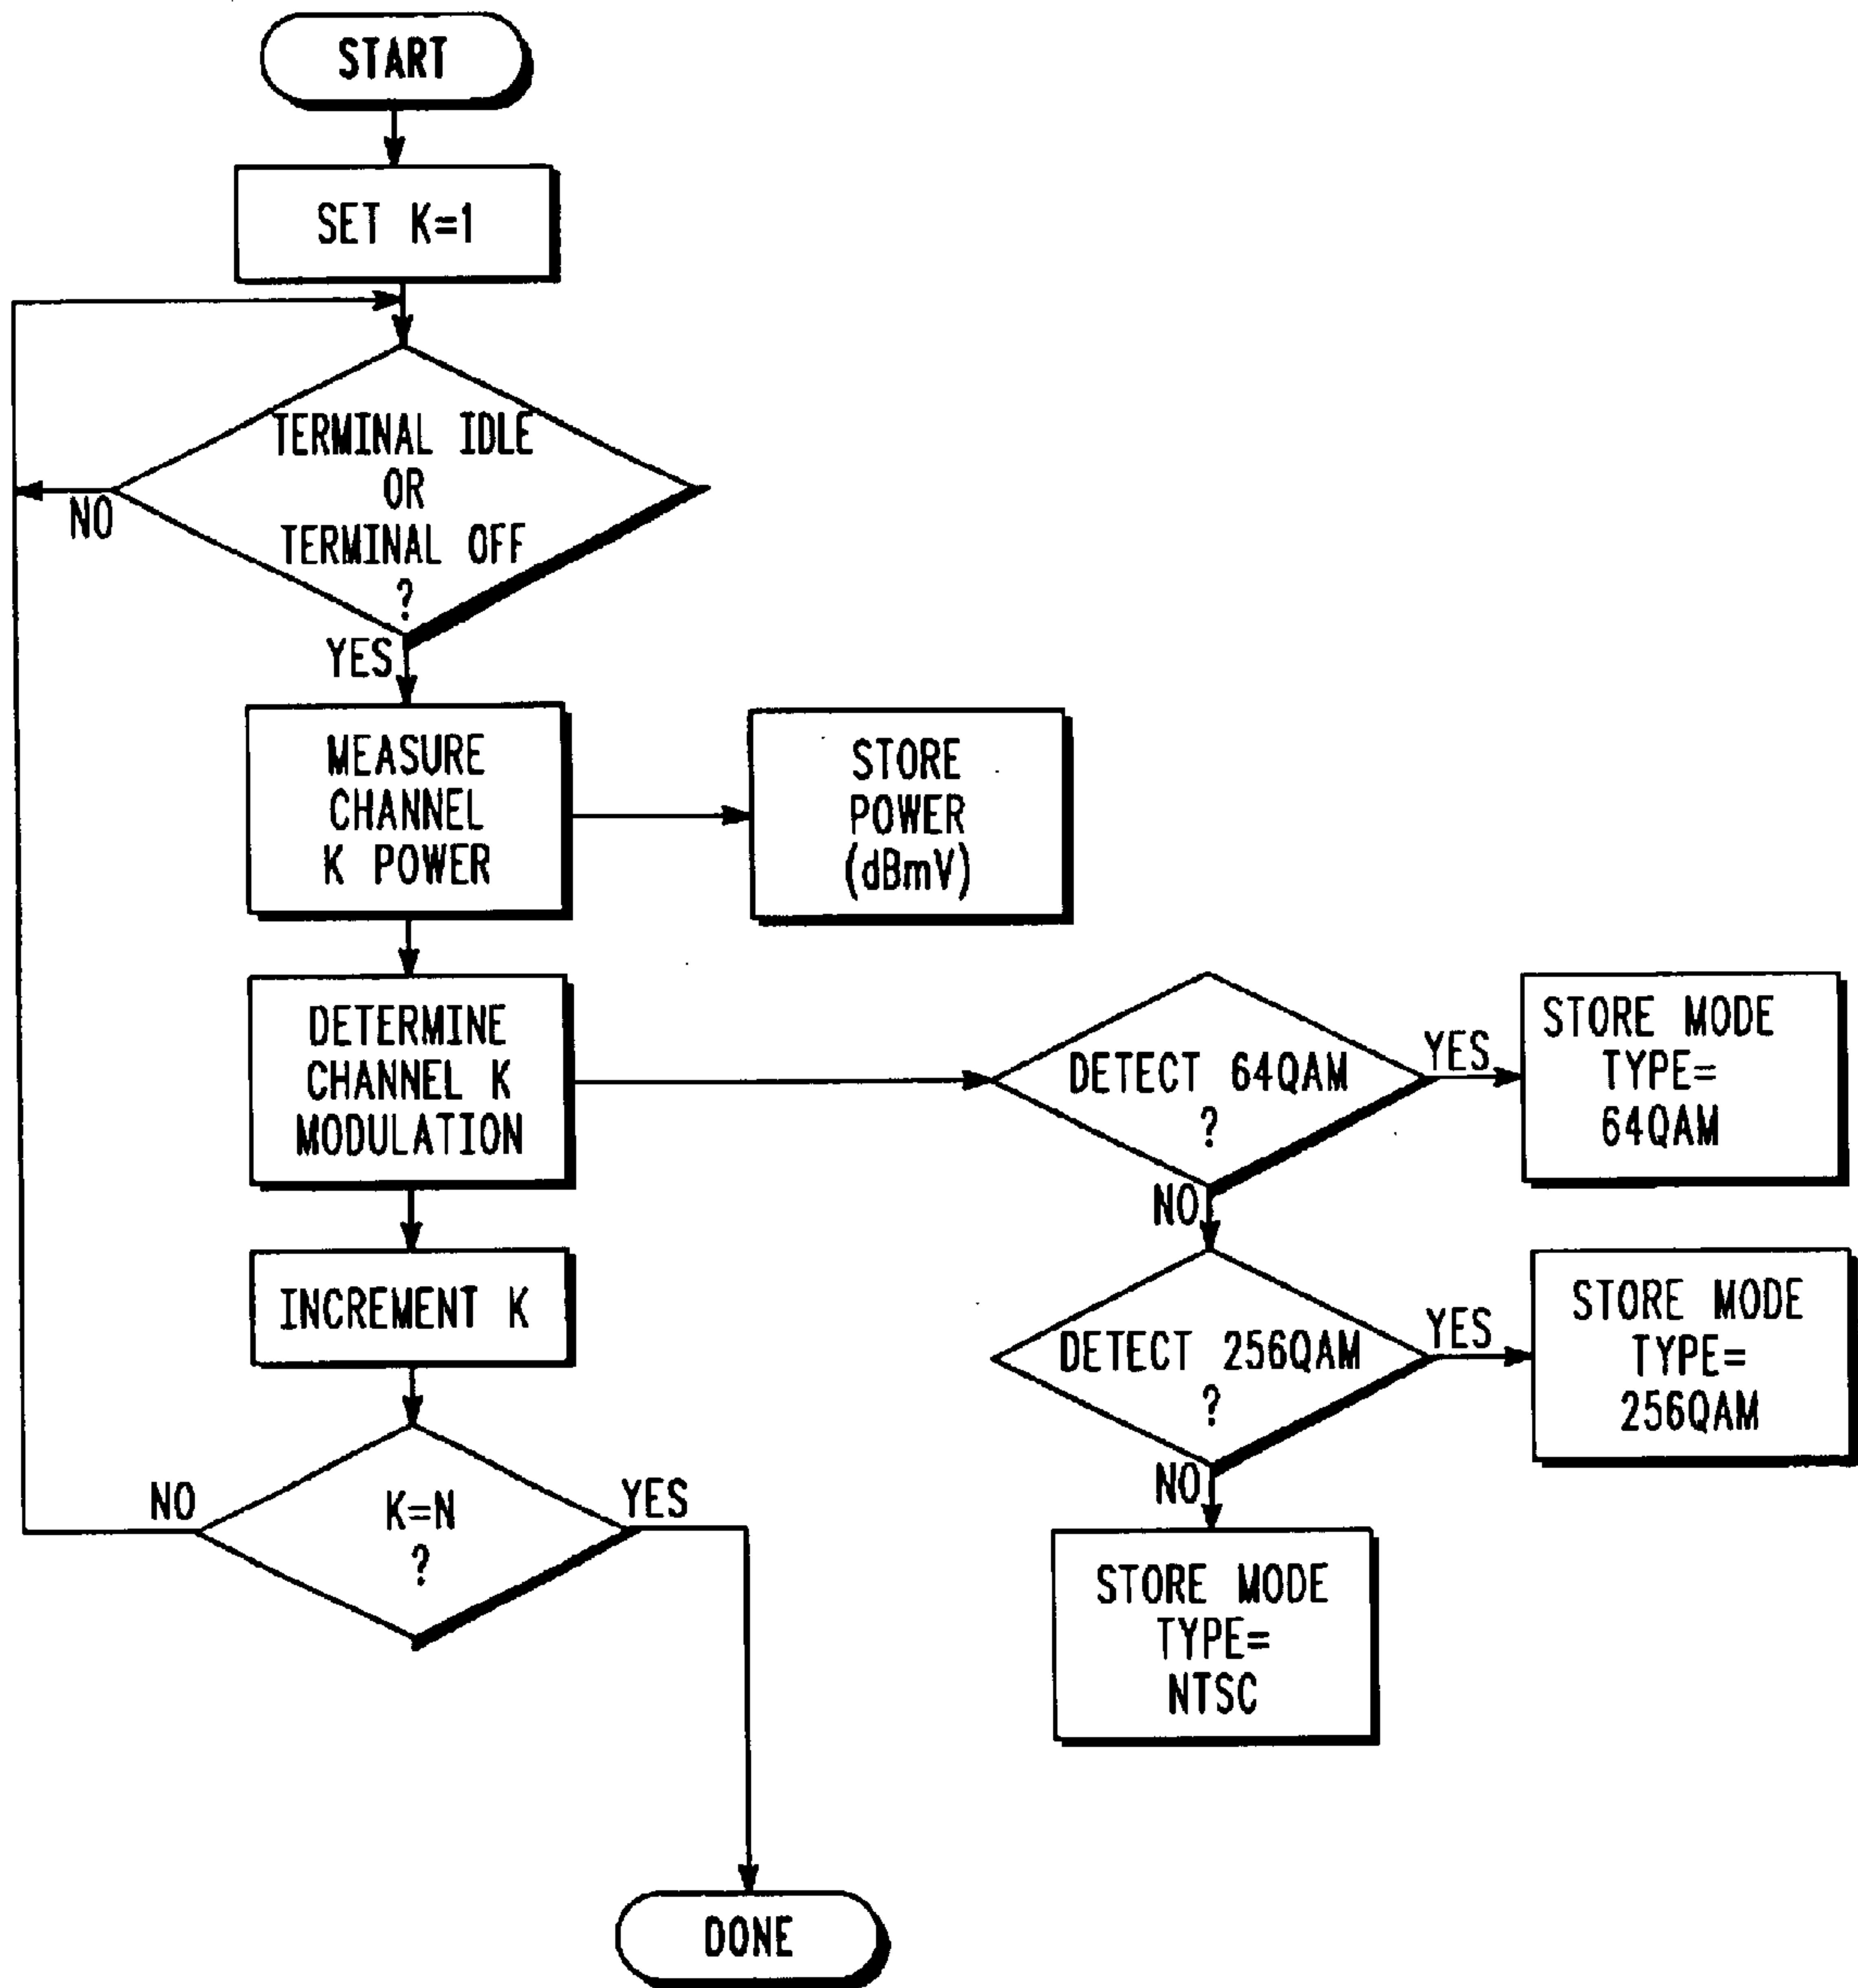 START
SET K=1
TERMINAL IDLE
OR
TERMINAL OFF
?
NO
YES
MEASURE
CHANNEL
K POWER
STORE
POWER
(dBmV)
DETERMINE
CHANNEL K
MODULATION
DETECT 64QAM
?
YES
STORE MODE
TYPE=
64QAM
NO
INCREMENT K
DETECT 256QAM
?
YES
STORE MODE
TYPE=
256QAM
NO
K=N
?
NO
YES
STORE MODE
TYPE=
NTSC
DONE